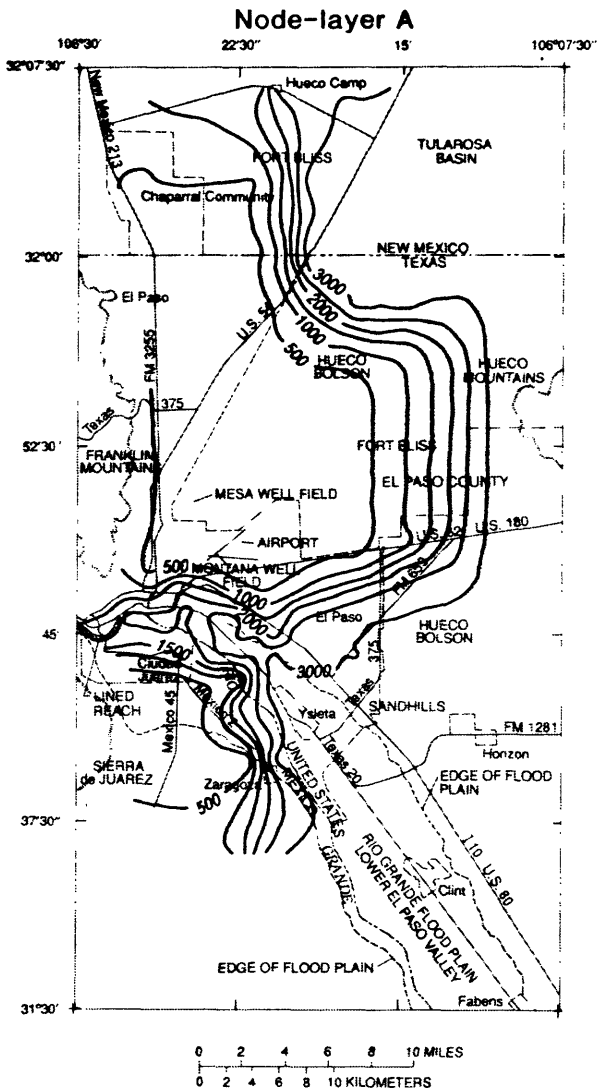 Node-layer A
106°30′ 22′30″ 15′ 106°07′30″
32°07′30″
Hueco Camp
New Mexico 213
FORT BLISS
TULAROSA
BASIN
Chaparral Community
32°00′
NEW MEXICO
TEXAS
3000
2000
1000
500
El Paso
U.S. 54
FM 3255
HUECO
BOLSON
HUECO
MOUNTAINS
375
Texas
52′30″
FRANKLIN
MOUNTAINS
FORT BLISS
EL PASO COUNTY
MESA WELL FIELD
AIRPORT
U.S. 62
U.S. 180
500
MONTANA WELL
FIELD
FM 659
1000
El Paso
HUECO
BOLSON
45′
1500
3000
375
Texas
Ciudad
Juarez
LINED
REACH
Mexico 45
Mexico 2
Ysleta
SANDHILLS
FM 1281
Horizon
SIERRA
de JUAREZ
Texas 20
Zaragoza
UNITED STATES
MEXICO
EDGE OF FLOOD
PLAIN
500
37′30″
GRANDE
I 10 U.S. 80
RIO GRANDE FLOOD PLAIN
LOWER EL PASO VALLEY
Clint
EDGE OF FLOOD PLAIN
Fabens
31°30′
0 2 4 6 8 10 MILES
0 2 4 6 8 10 KILOMETERS